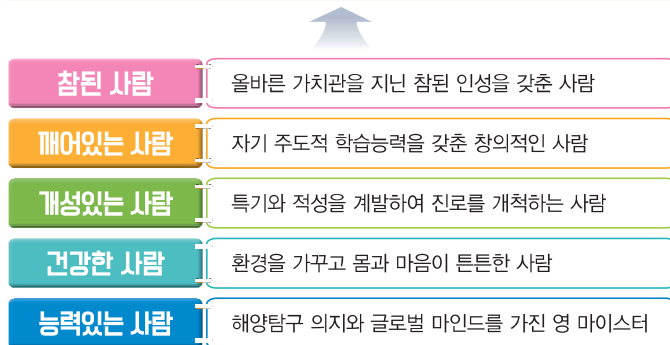 참된 사람
올바른 가치관을 지닌 참된 인성을 갖춘 사람
깨어있는 사람
자기 주도적 학습능력을 갖춘 창의적인 사람
개성있는 사람
특기와 적성을 계발하여 진로를 개척하는 사람
건강한 사람
환경을 가꾸고 몸과 마음이 튼튼한 사람
능력있는 사람
해양탐구 의지와 글로벌 마인드를 가진 영 마이스터